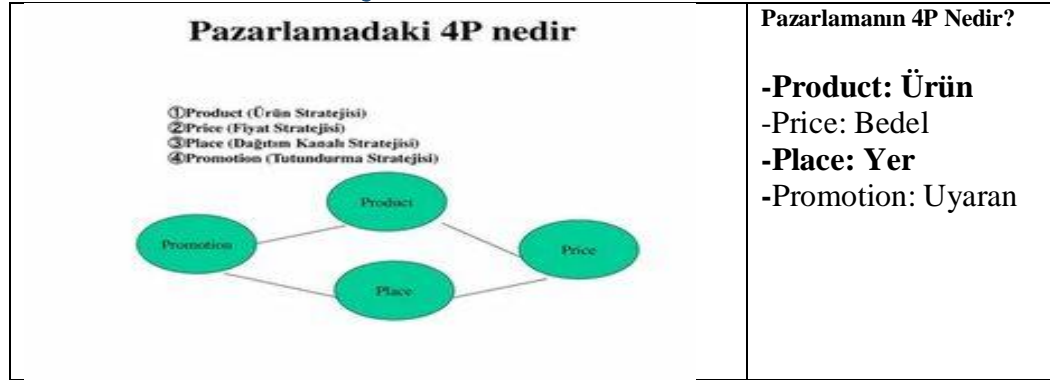 Pazarlamadaki 4P nedir
①Product (Ürün Stratejisi)
②Price (Fiyat Stratejisi)
③Place (Dağıtım Kanalı Stratejisi)
④Promotion (Tutundurma Stratejisi)
Product
Promotion
Price
Place
Pazarlamanın 4P Nedir?
-Product: Ürün
-Price: Bedel
-Place: Yer
-Promotion: Uyaran